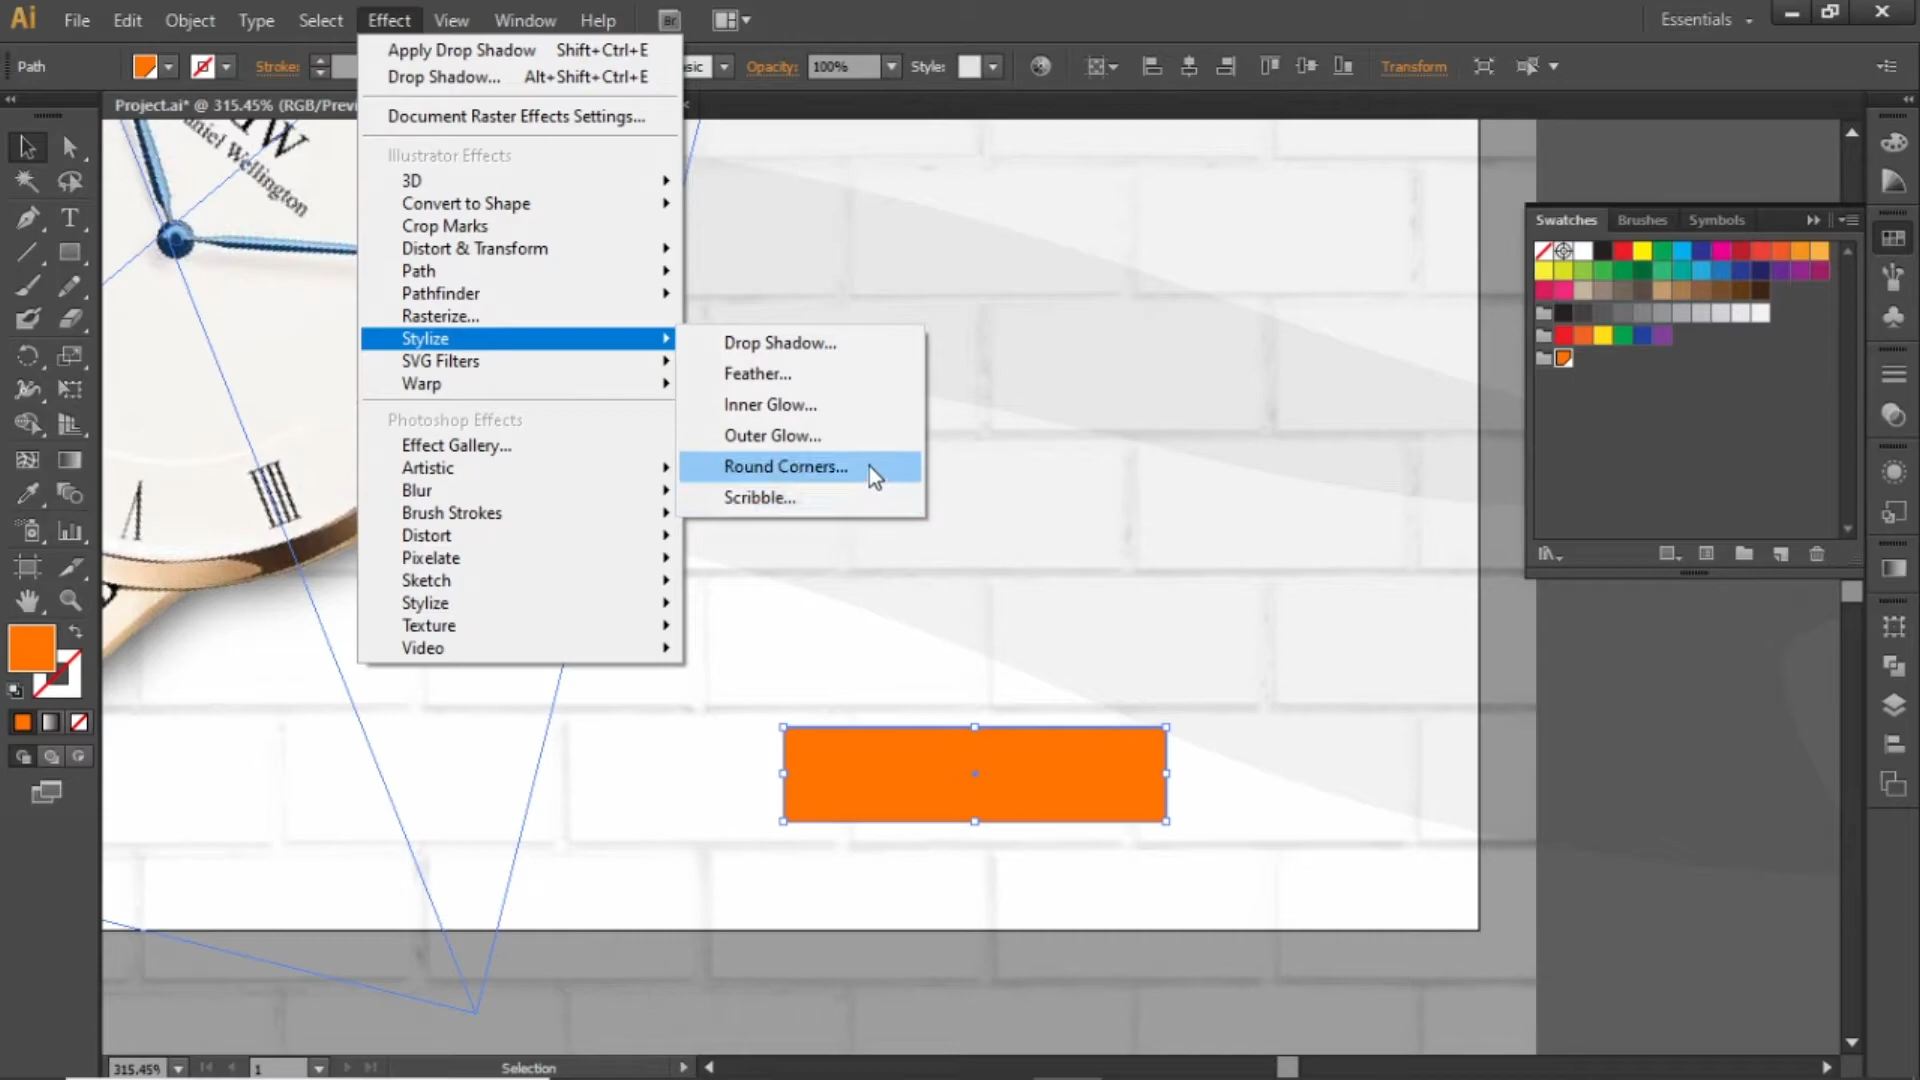 Ai File Edit Object Type Select Effect View Window Help Br Essentials
Path Stroke: sic Opacity: 100% Style: Transform
Project.ai* @ 315.45% (RGB/Previ
Apply Drop Shadow Shift+Ctrl+E
Drop Shadow... Alt+Shift+Ctrl+E
Document Raster Effects Settings...
Illustrator Effects
3D
Convert to Shape
Crop Marks
Distort & Transform
Path
Pathfinder
Rasterize...
Stylize
SVG Filters
Warp
Photoshop Effects
Effect Gallery...
Artistic
Blur
Brush Strokes
Distort
Pixelate
Sketch
Stylize
Texture
Video
Drop Shadow...
Feather...
Inner Glow...
Outer Glow...
Round Corners...
Scribble...
W
aniel Wellington
Swatches Brushes Symbols
315.45% 1 Selection